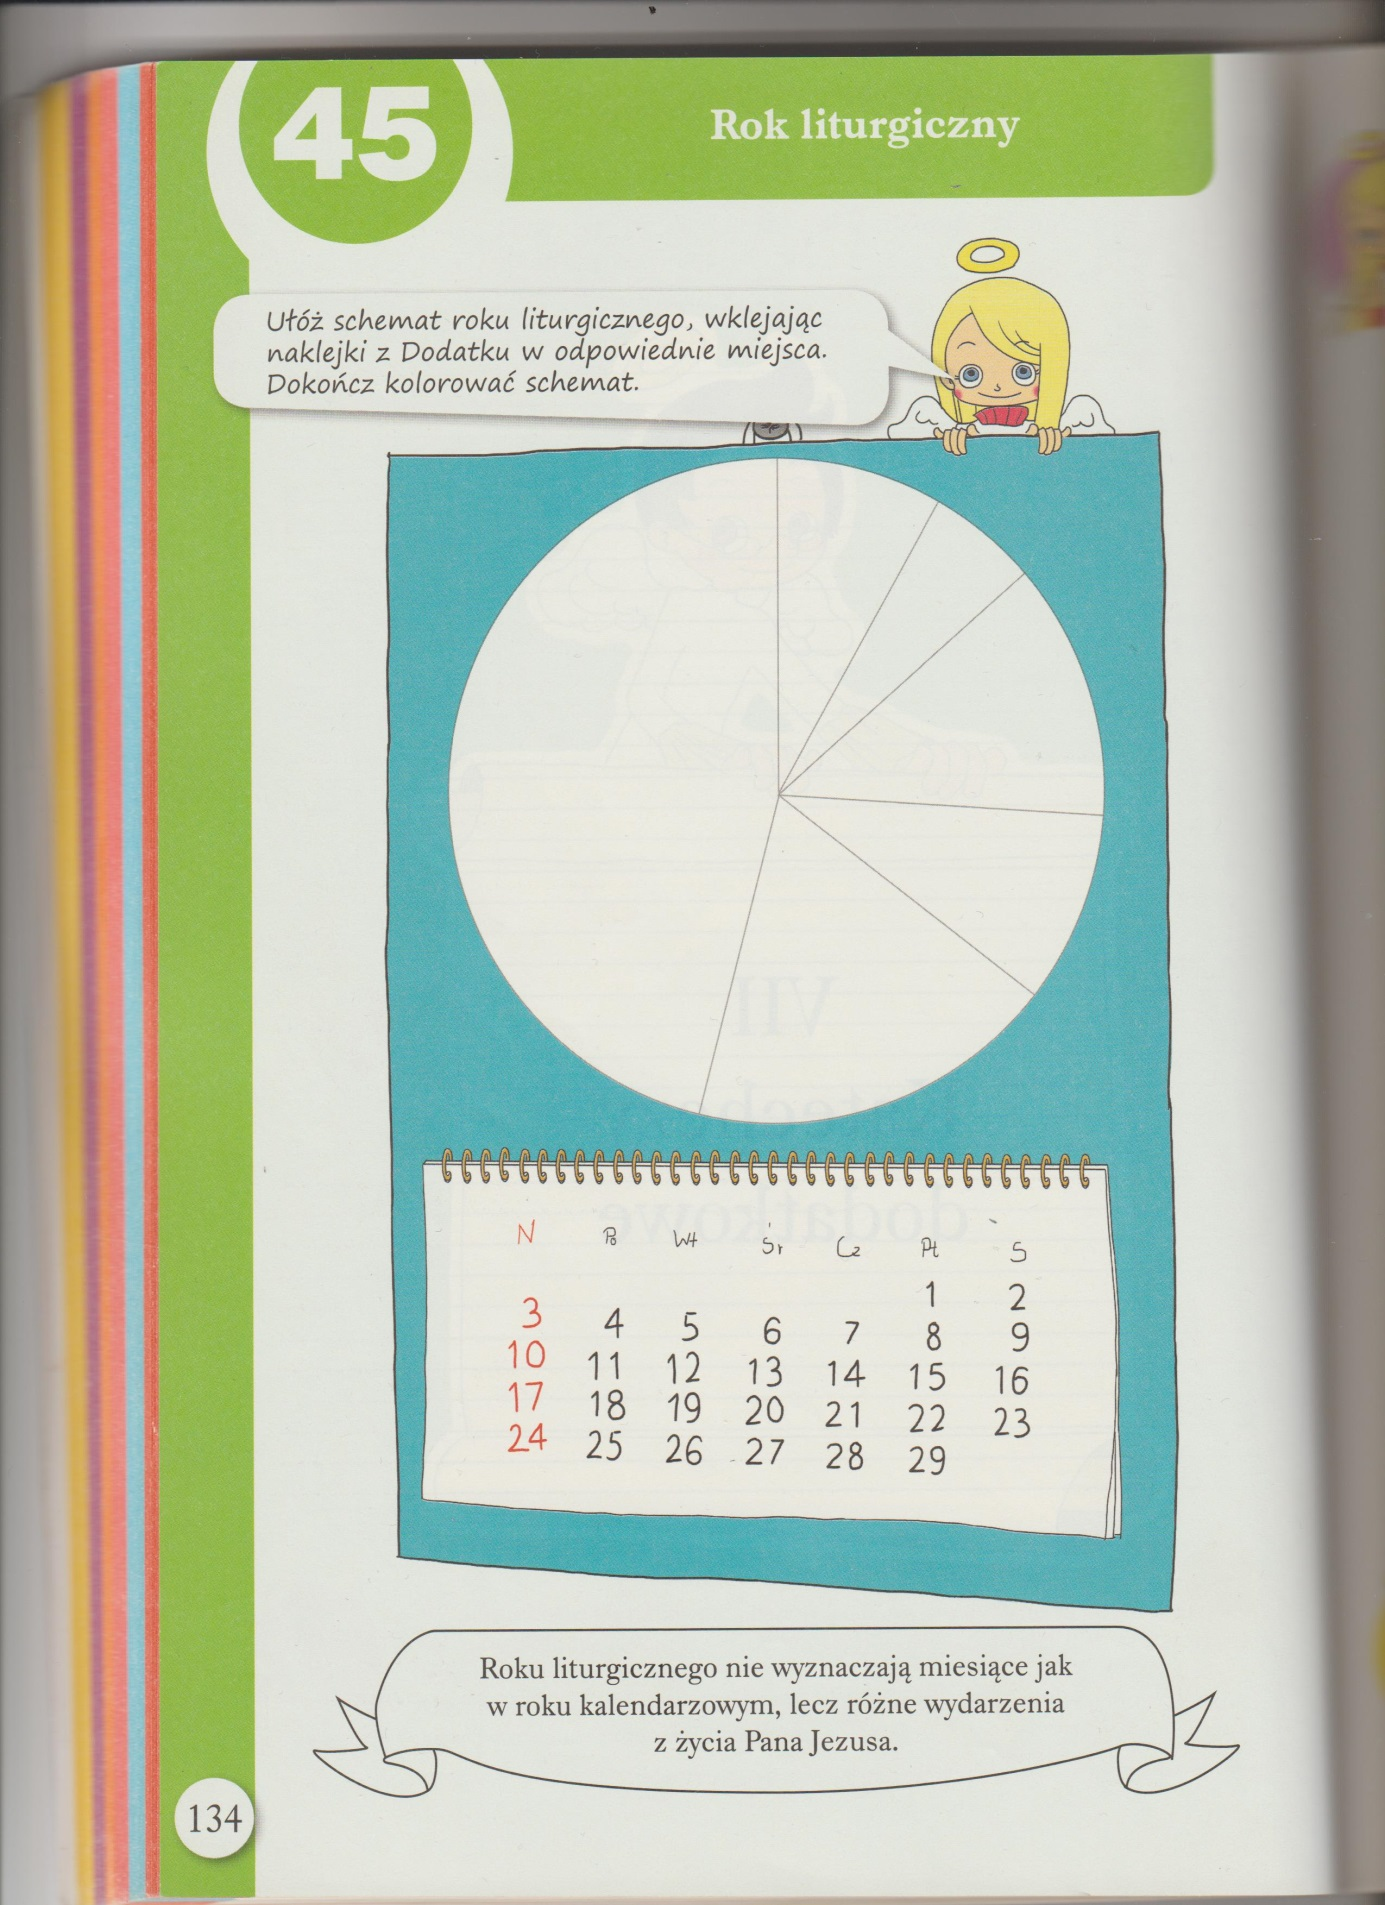 45
Rok liturgiczny
Ułóż schemat roku liturgicznego, wklejając
naklejki z Dodatku w odpowiednie miejsca.
Dokończ kolorować schemat.
VII
dodatkowe
N Po Wt Śr Cz Pt S
1 2
3 4 5 6 7 8 9
10 11 12 13 14 15 16
17 18 19 20 21 22 23
24 25 26 27 28 29
Roku liturgicznego nie wyznaczają miesiące jak
w roku kalendarzowym, lecz różne wydarzenia
z życia Pana Jezusa.
134